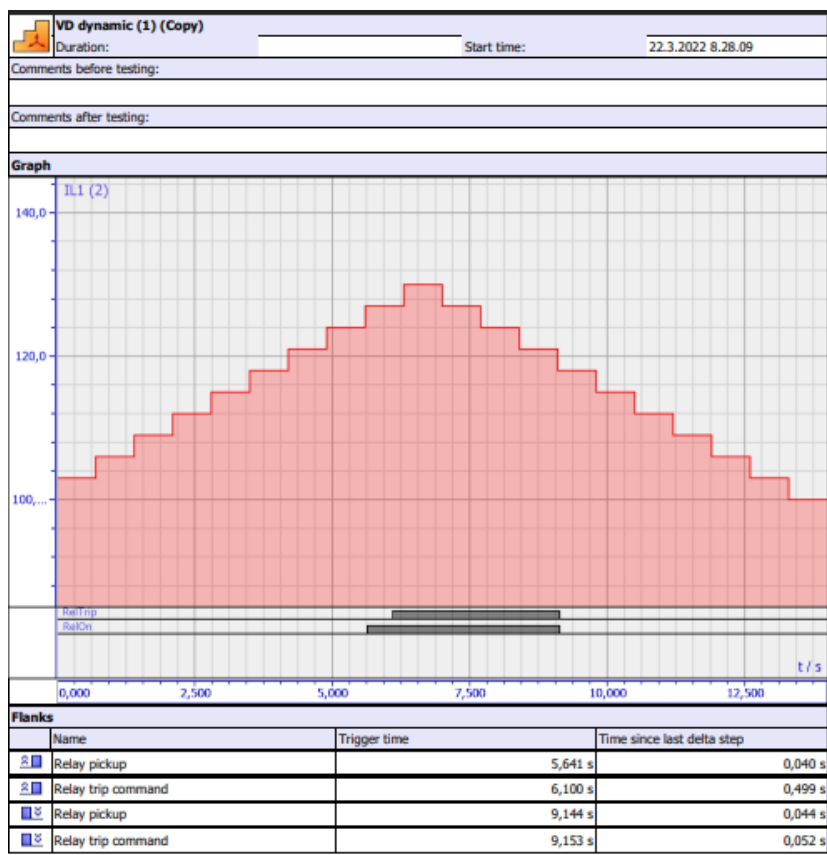 VD dynamic (1) (Copy)
Duration: Start time: 22.3.2022 8.28.09
Comments before testing:
Comments after testing:
Graph
IL1 (2)
140,0
120,0
100,...
RelTrip
RelOn
t / s
0,000 2,500 5,000 7,500 10,000 12,500
Flanks
Name Trigger time Time since last delta step
Relay pickup 5,641 s 0,040 s
Relay trip command 6,100 s 0,499 s
Relay pickup 9,144 s 0,044 s
Relay trip command 9,153 s 0,052 s